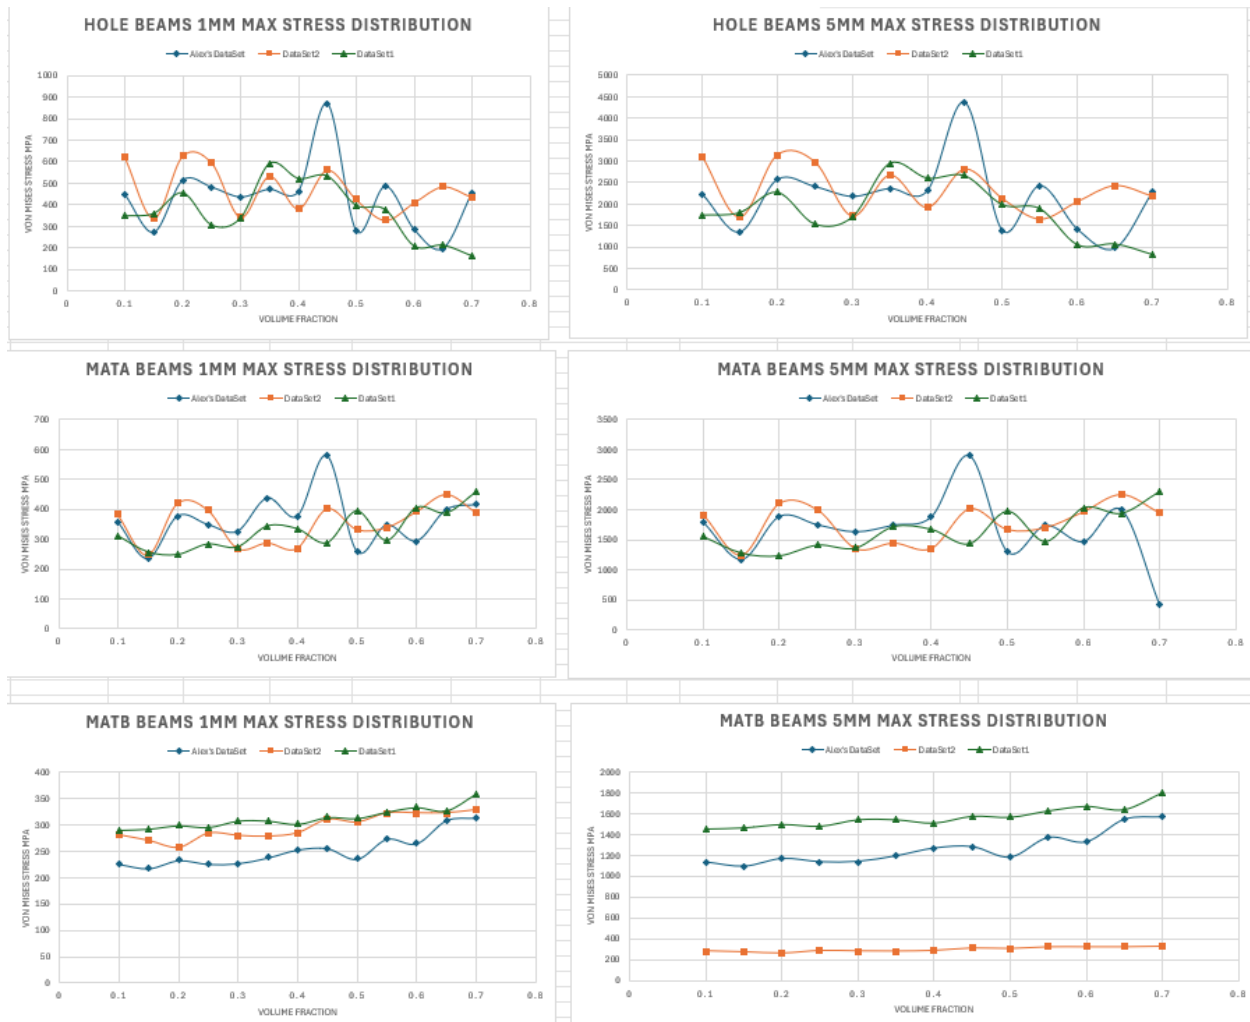 HOLE BEAMS 1MM MAX STRESS DISTRIBUTION
Alex's DataSet DataSet2 DataSet1
VON MISES STRESS MPA
1000
900
800
700
600
500
400
300
200
100
0
0 0.1 0.2 0.3 0.4 0.5 0.6 0.7 0.8
VOLUME FRACTION
HOLE BEAMS 5MM MAX STRESS DISTRIBUTION
Alex's DataSet DataSet2 DataSet1
VON MISES STRESS MPA
5000
4500
4000
3500
3000
2500
2000
1500
1000
500
0
0 0.1 0.2 0.3 0.4 0.5 0.6 0.7 0.8
VOLUME FRACTION
MATA BEAMS 1MM MAX STRESS DISTRIBUTION
Alex's DataSet DataSet2 DataSet1
VON MISES STRESS MPA
700
600
500
400
300
200
100
0
0 0.1 0.2 0.3 0.4 0.5 0.6 0.7 0.8
VOLUME FRACTION
MATA BEAMS 5MM MAX STRESS DISTRIBUTION
Alex's DataSet DataSet2 DataSet1
VON MISES STRESS MPA
3500
3000
2500
2000
1500
1000
500
0
0 0.1 0.2 0.3 0.4 0.5 0.6 0.7 0.8
VOLUME FRACTION
MATB BEAMS 1MM MAX STRESS DISTRIBUTION
Alex's DataSet DataSet2 DataSet1
VON MISES STRESS MPA
400
350
300
250
200
150
100
50
0
0 0.1 0.2 0.3 0.4 0.5 0.6 0.7 0.8
VOLUME FRACTION
MATB BEAMS 5MM MAX STRESS DISTRIBUTION
Alex's DataSet DataSet2 DataSet1
VON MISES STRESS MPA
2000
1800
1600
1400
1200
1000
800
600
400
200
0
0 0.1 0.2 0.3 0.4 0.5 0.6 0.7 0.8
VOLUME FRACTION